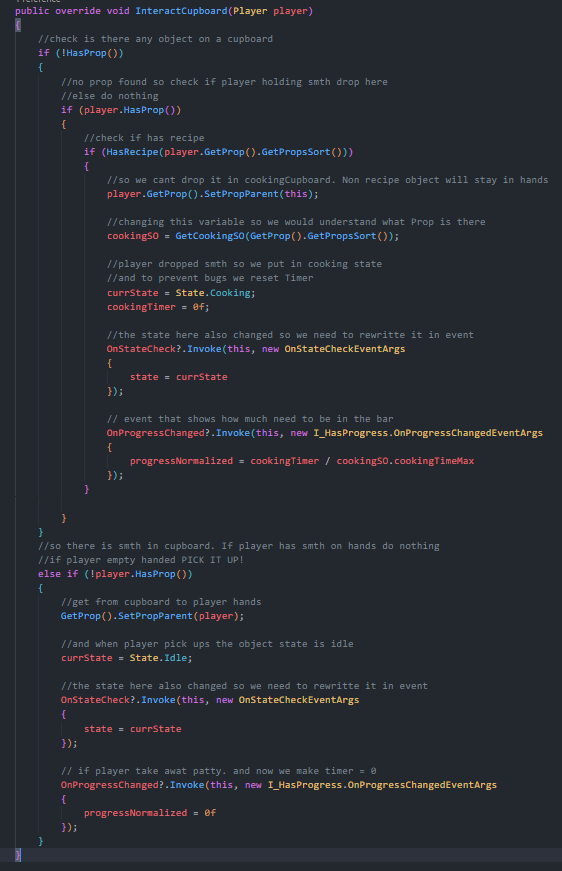 public override void InteractCupboard(Player player)
{
//check is there any object on a cupboard
if (!HasProp())
{
//no prop found so check if player holding smth drop here
//else do nothing
if (player.HasProp())
{
//check if has recipe
if (HasRecipe(player.GetProp().GetPropsSort()))
{
//so we cant drop it in cookingCupboard. Non recipe object will stay in hands
player.GetProp().SetPropParent(this);
//changing this variable so we would understand what Prop is there
cookingSO = GetCookingSO(GetProp().GetPropsSort());
//player dropped smth so we put in cooking state
//and to prevent bugs we reset Timer
currState = State.Cooking;
cookingTimer = 0f;
//the state here also changed so we need to rewritte it in event
OnStateCheck?.Invoke(this, new OnStateCheckEventArgs
{
state = currState
});
// event that shows how much need to be in the bar
OnProgressChanged?.Invoke(this, new I_HasProgress.OnProgressChangedEventArgs
{
progressNormalized = cookingTimer / cookingSO.cookingTimeMax
});
}
}
}
//so there is smth in cupboard. If player has smth on hands do nothing
//if player empty handed PICK IT UP!
else if (!player.HasProp())
{
//get from cupboard to player hands
GetProp().SetPropParent(player);
//and when player pick ups the object state is idle
currState = State.Idle;
//the state here also changed so we need to rewritte it in event
OnStateCheck?.Invoke(this, new OnStateCheckEventArgs
{
state = currState
});
// if player take awat patty. and now we make timer = 0
OnProgressChanged?.Invoke(this, new I_HasProgress.OnProgressChangedEventArgs
{
progressNormalized = 0f
});
}
}